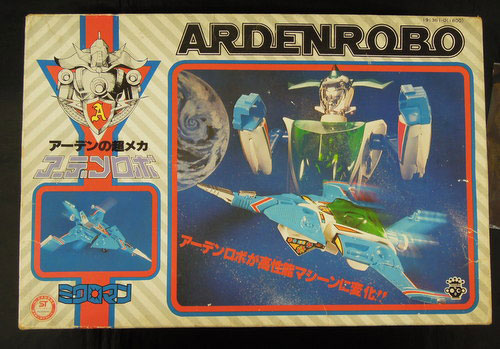 ARDENROBO
A
アーデンの超メカ
アーデンロボ
ミクロマン
ST
アーデンロボが高性能マシーンに変化!!